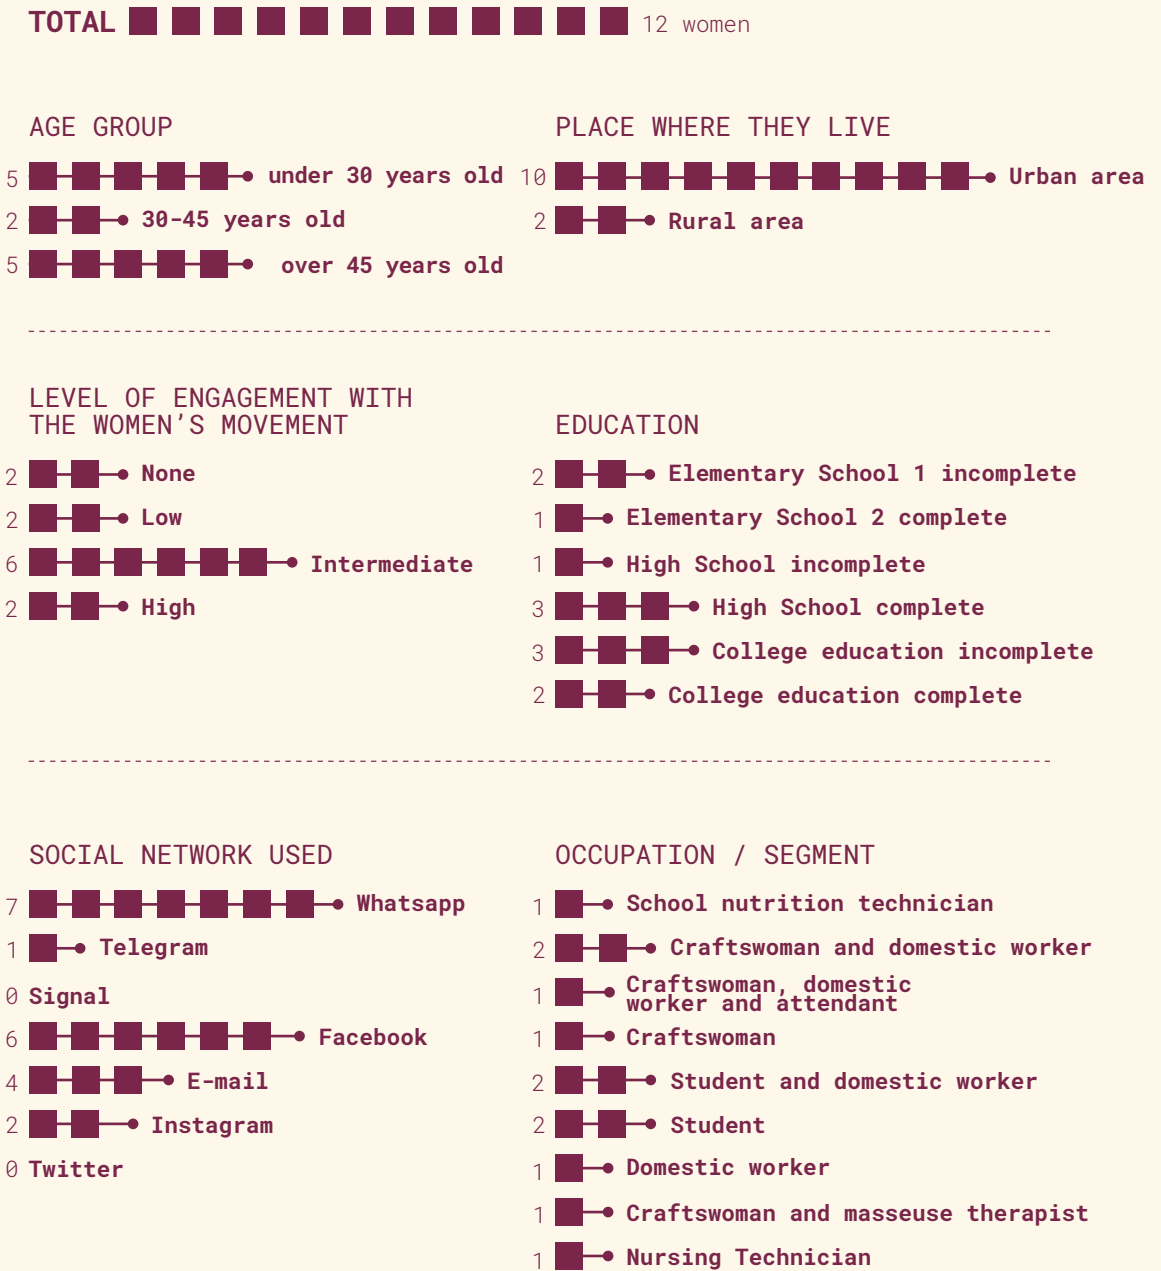 TOTAL 12 women
AGE GROUP
5 under 30 years old
2 30-45 years old
5 over 45 years old
PLACE WHERE THEY LIVE
10 Urban area
2 Rural area
LEVEL OF ENGAGEMENT WITH
THE WOMEN’S MOVEMENT
2 None
2 Low
6 Intermediate
2 High
EDUCATION
2 Elementary School 1 incomplete
1 Elementary School 2 complete
1 High School incomplete
3 High School complete
3 College education incomplete
2 College education complete
SOCIAL NETWORK USED
7 Whatsapp
1 Telegram
0 Signal
6 Facebook
4 E-mail
2 Instagram
0 Twitter
OCCUPATION / SEGMENT
1 School nutrition technician
2 Craftswoman and domestic worker
1 Craftswoman, domestic
worker and attendant
1 Craftswoman
2 Student and domestic worker
2 Student
1 Domestic worker
1 Craftswoman and masseuse therapist
1 Nursing Technician